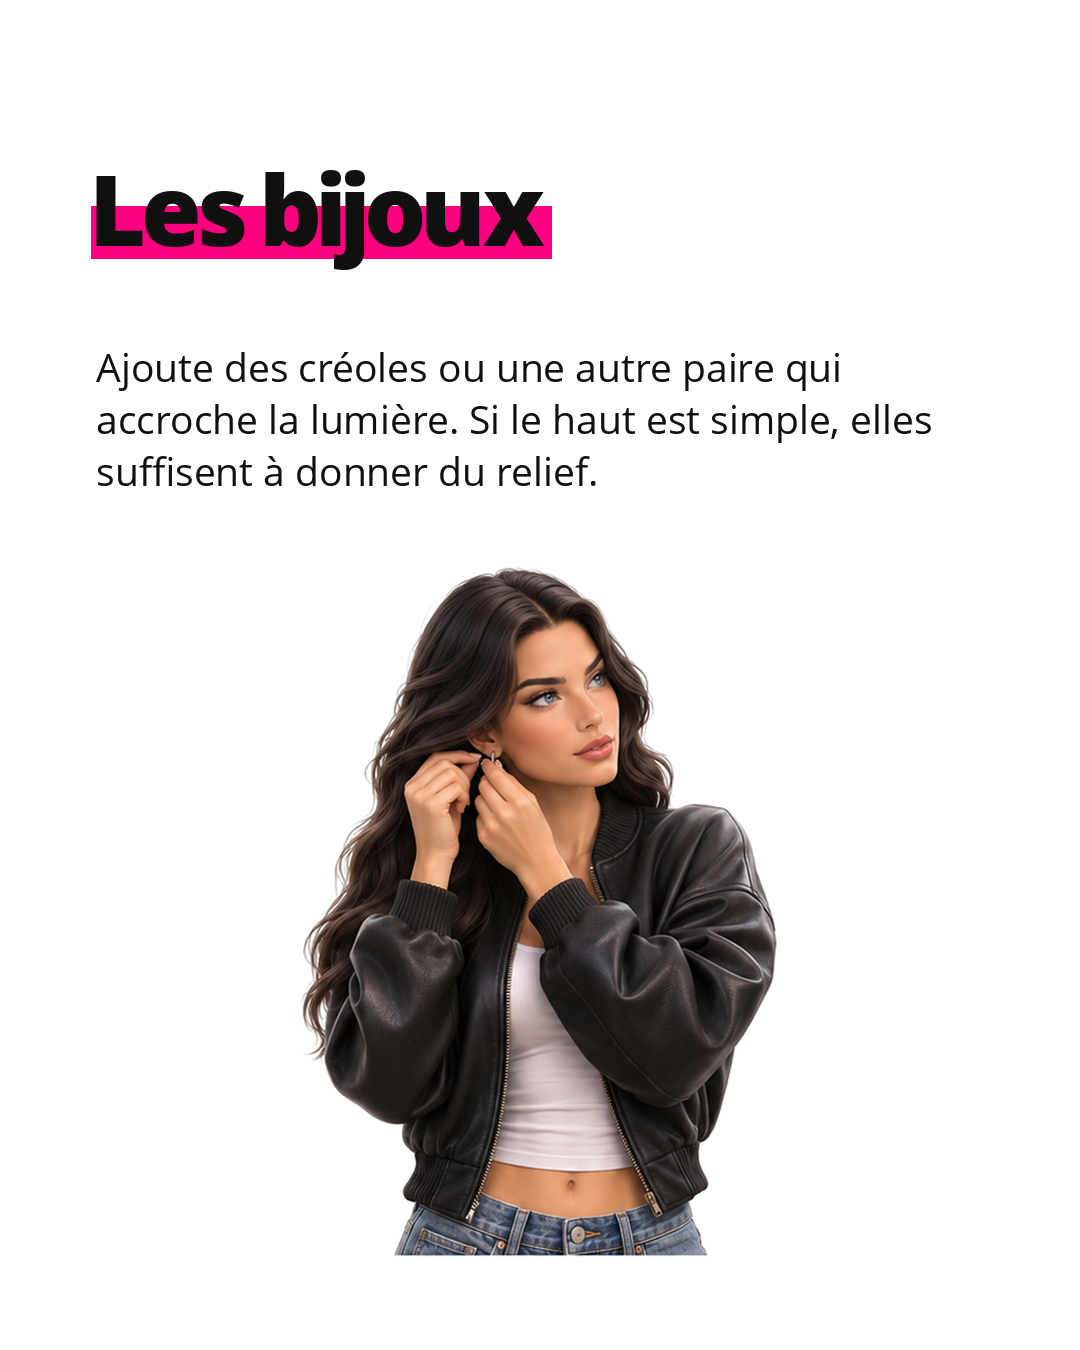 Les bijoux
Ajoute des créoles ou une autre paire qui
accroche la lumière. Si le haut est simple, elles
suffisent à donner du relief.